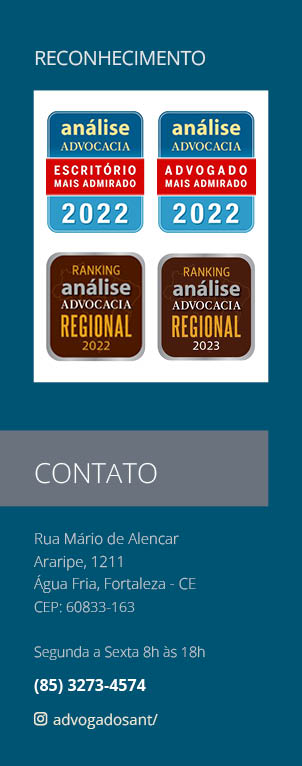 RECONHECIMENTO
análise
ADVOCACIA
ESCRITÓRIO
MAIS ADMIRADO
2022
análise
ADVOCACIA
ADVOGADO
MAIS ADMIRADO
2022
RANKING
análise
ADVOCACIA
REGIONAL
2022
RANKING
análise
ADVOCACIA
REGIONAL
2023
CONTATO
Rua Mário de Alencar
Araripe, 1211
Água Fria, Fortaleza - CE
CEP: 60833-163
Segunda a Sexta 8h às 18h
(85) 3273-4574
advogadosant/